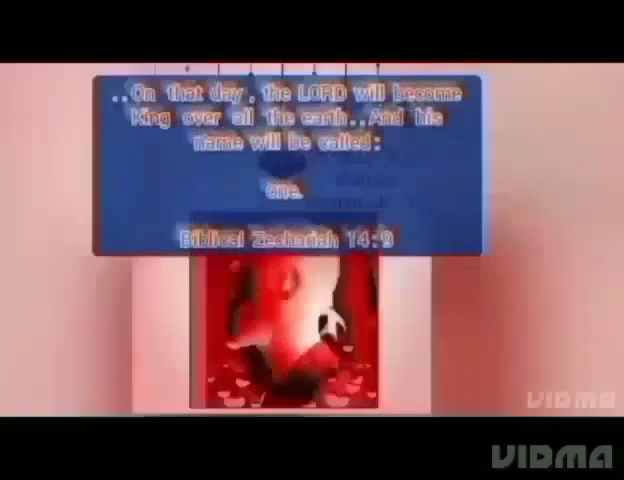 ..On that day, the LORD will become
King over all the earth..And his
name will be called:
one.
Biblical Zechariah 14:9
VIDMA
VIDMA